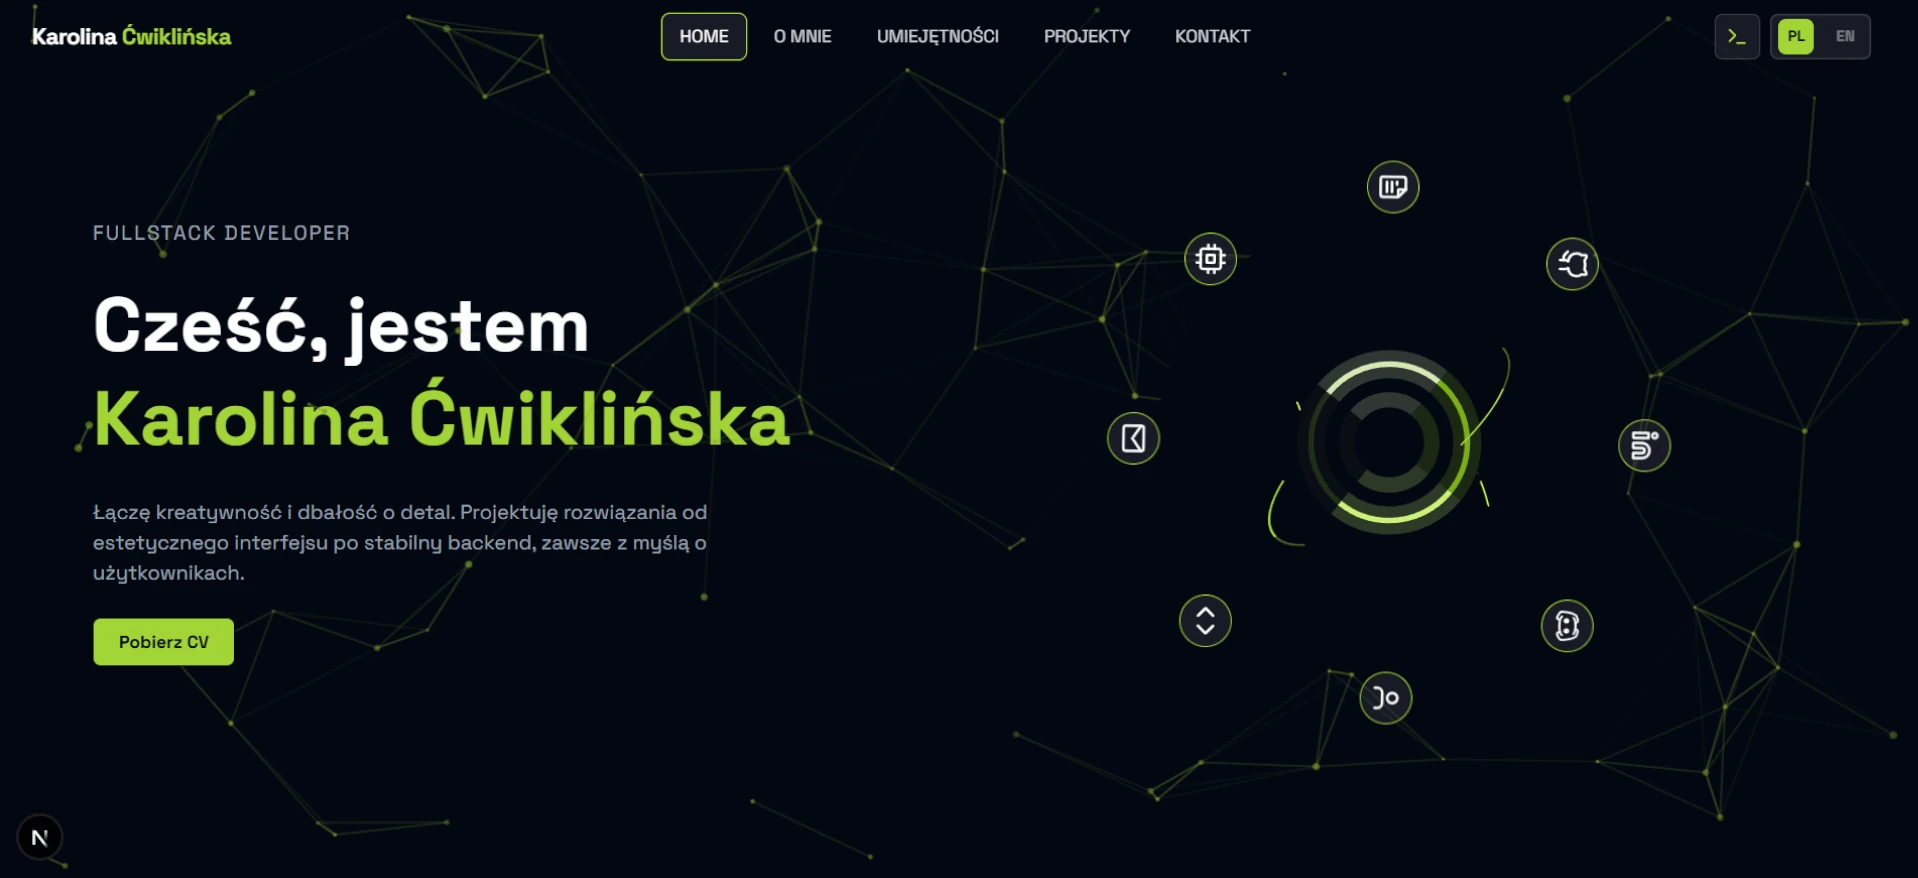 Karolina Ćwiklińska
HOME
O MNIE
UMIEJĘTNOŚCI
PROJEKTY
KONTAKT
>_
PL
EN
FULLSTACK DEVELOPER
Cześć, jestem
Karolina Ćwiklińska
Łączę kreatywność i dbałość o detal. Projektuję rozwiązania od
estetycznego interfejsu po stabilny backend, zawsze z myślą o
użytkownikach.
Pobierz CV
N